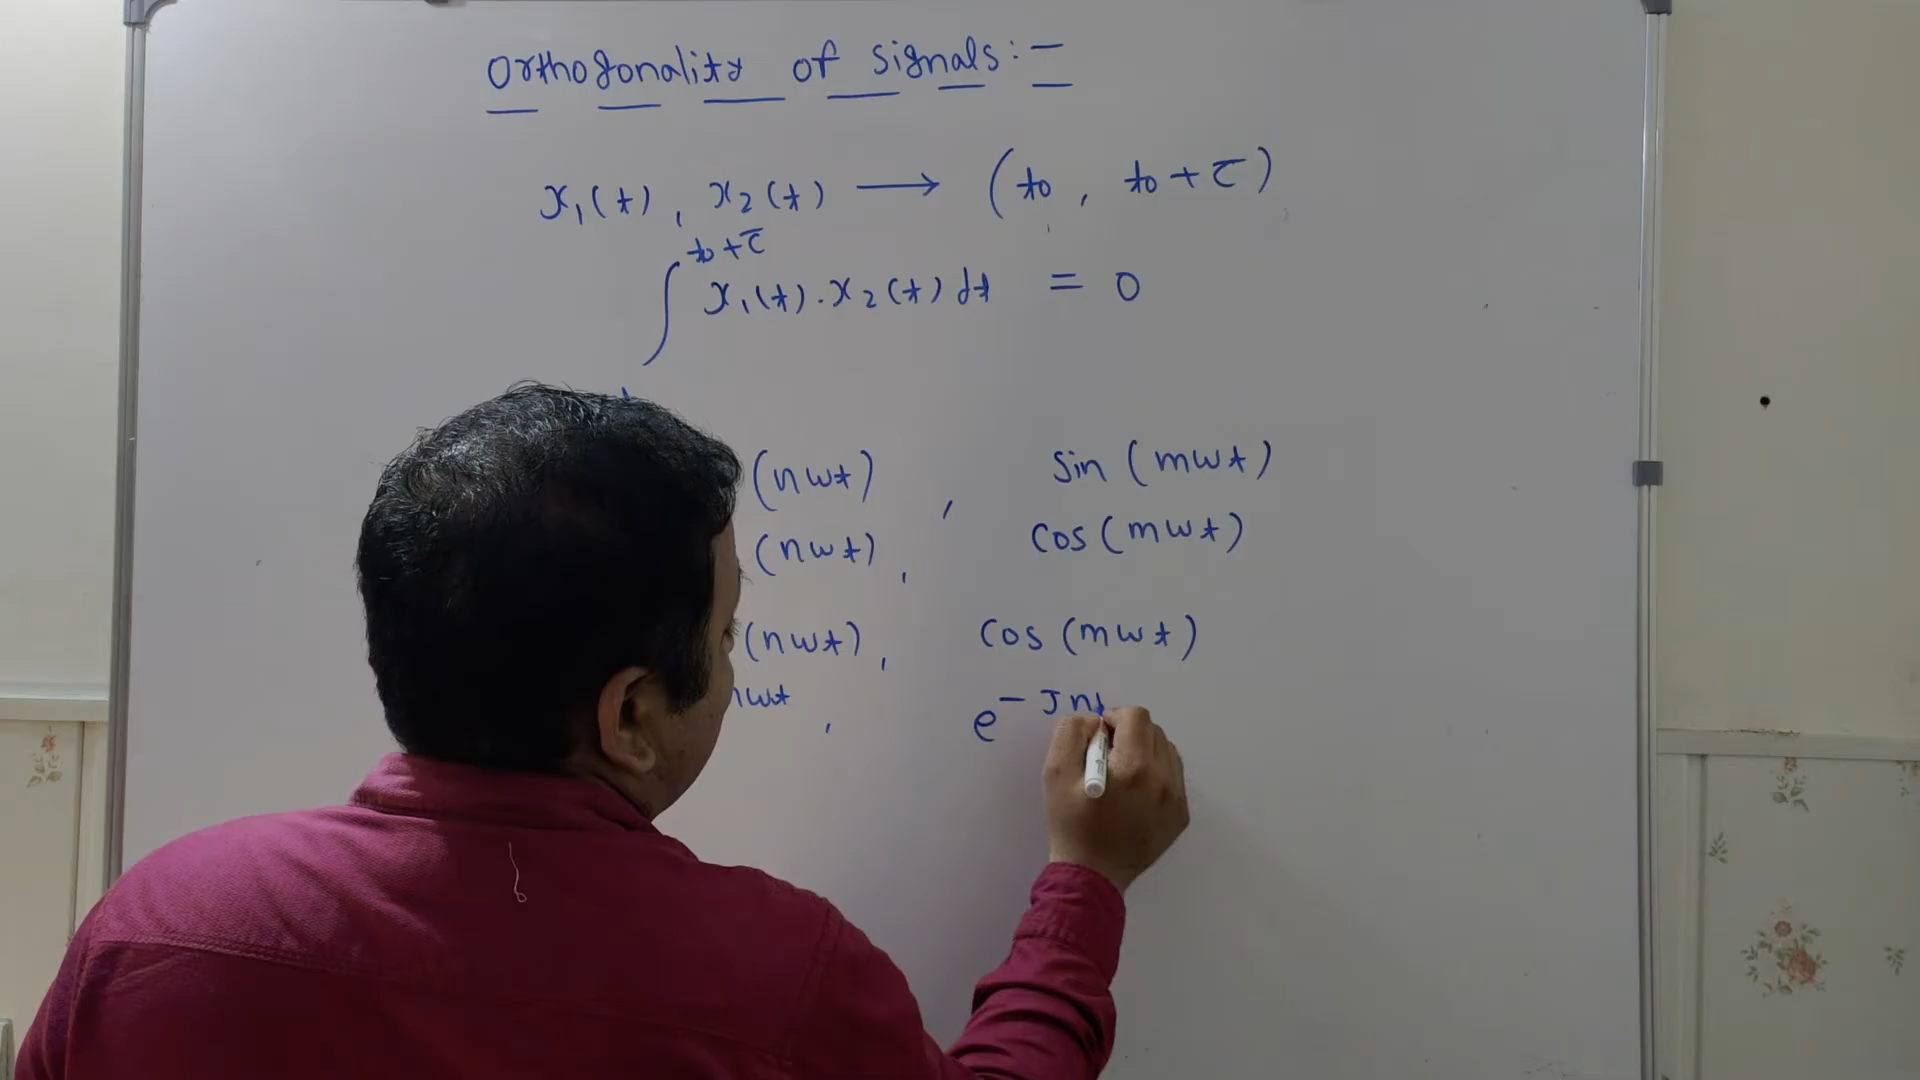 Orthogonality of signals:-
x₁(t), x₂(t) ⟶ (t₀, t₀+τ)
t₀+τ
∫ x₁(t).x₂(t)dt = 0
(nωt), sin(mωt)
(nωt), cos(mωt)
(nωt), cos(mωt)
nωt, e^-Jn